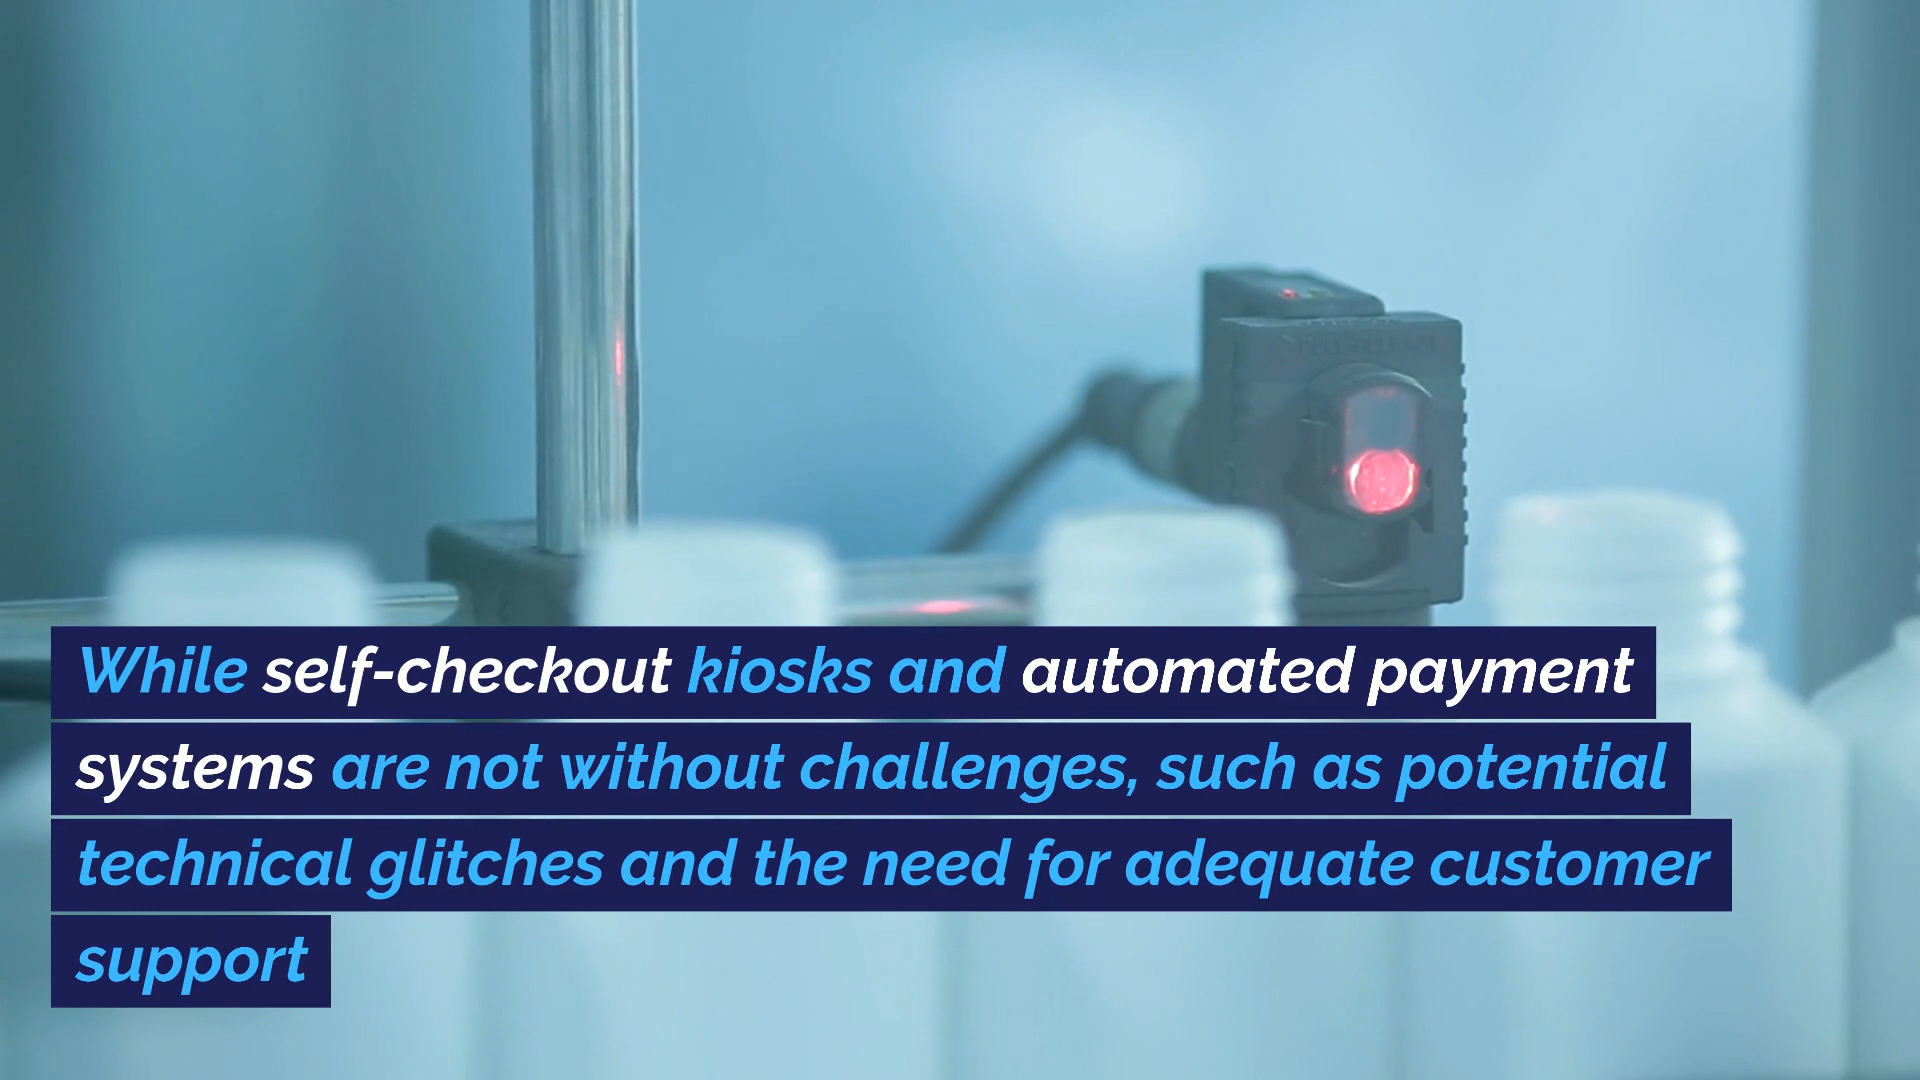 While self-checkout kiosks and automated payment
systems are not without challenges, such as potential
technical glitches and the need for adequate customer
support